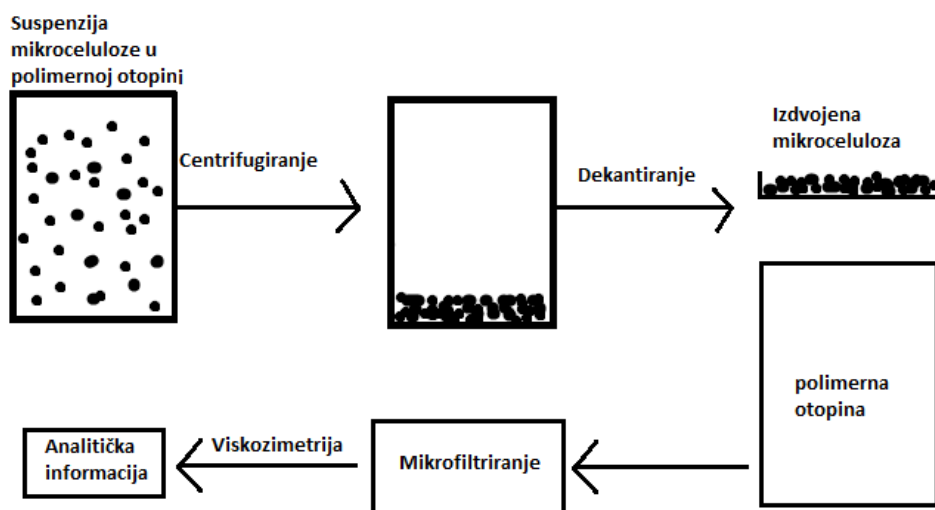 Suspenzija
mikroceluloze u
polimernoj otopini
Centrifugiranje
Dekantiranje
Izdvojena
mikroceluloza
polimerna
otopina
Mikrofiltriranje
Viskozimetrija
Analitička
informacija